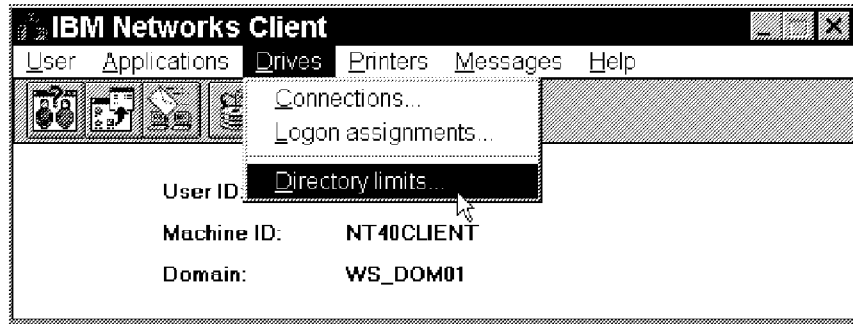 IBM Networks Client
User Applications Drives Printers Messages Help
Connections...
Logon assignments...
Directory limits...
User ID:
Machine ID: NT40CLIENT
Domain: WS_DOM01